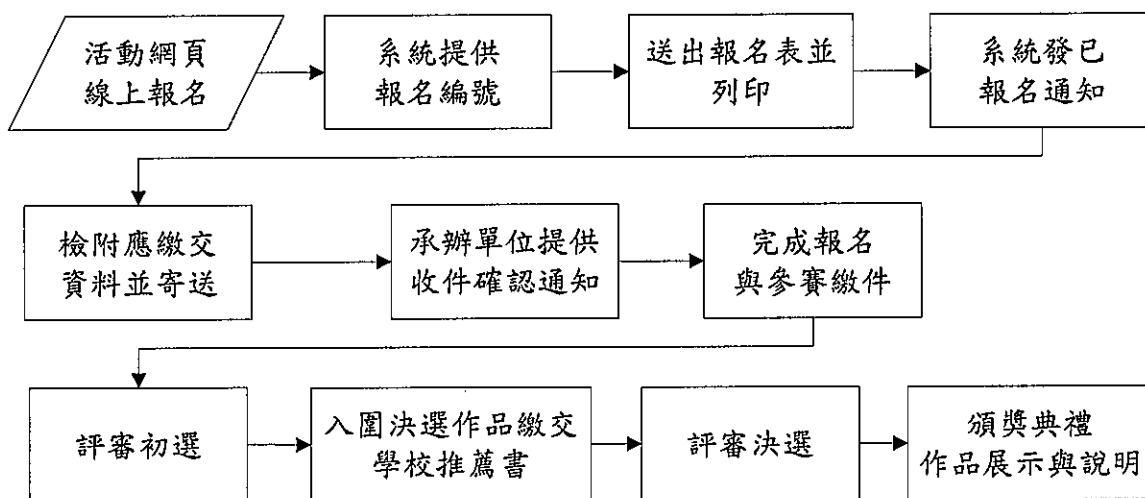 活動網頁
線上報名
系統提供
報名編號
送出報名表並
列印
系統發已
報名通知
檢附應繳交
資料並寄送
承辦單位提供
收件確認通知
完成報名
與參賽繳件
評審初選
入圍決選作品繳交
學校推薦書
評審決選
頒獎典禮
作品展示與說明